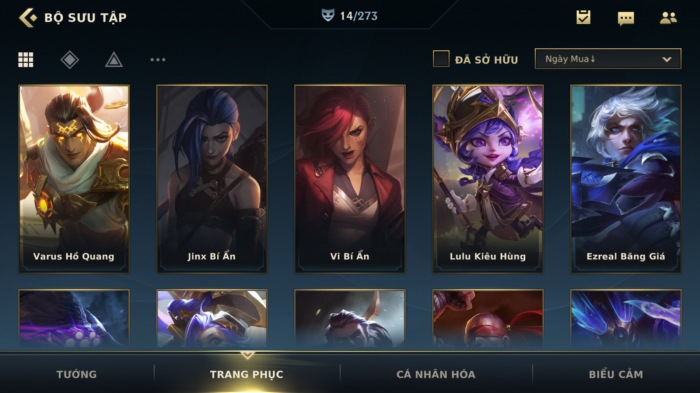 BỘ SƯU TẬP
14/273
ĐÃ SỞ HỮU
Ngày Mua↓
Varus Hồ Quang
Jinx Bí Ẩn
Vi Bí Ẩn
Lulu Kiêu Hùng
Ezreal Băng Giá
TƯỚNG
TRANG PHỤC
CÁ NHÂN HÓA
BIỂU CẢM